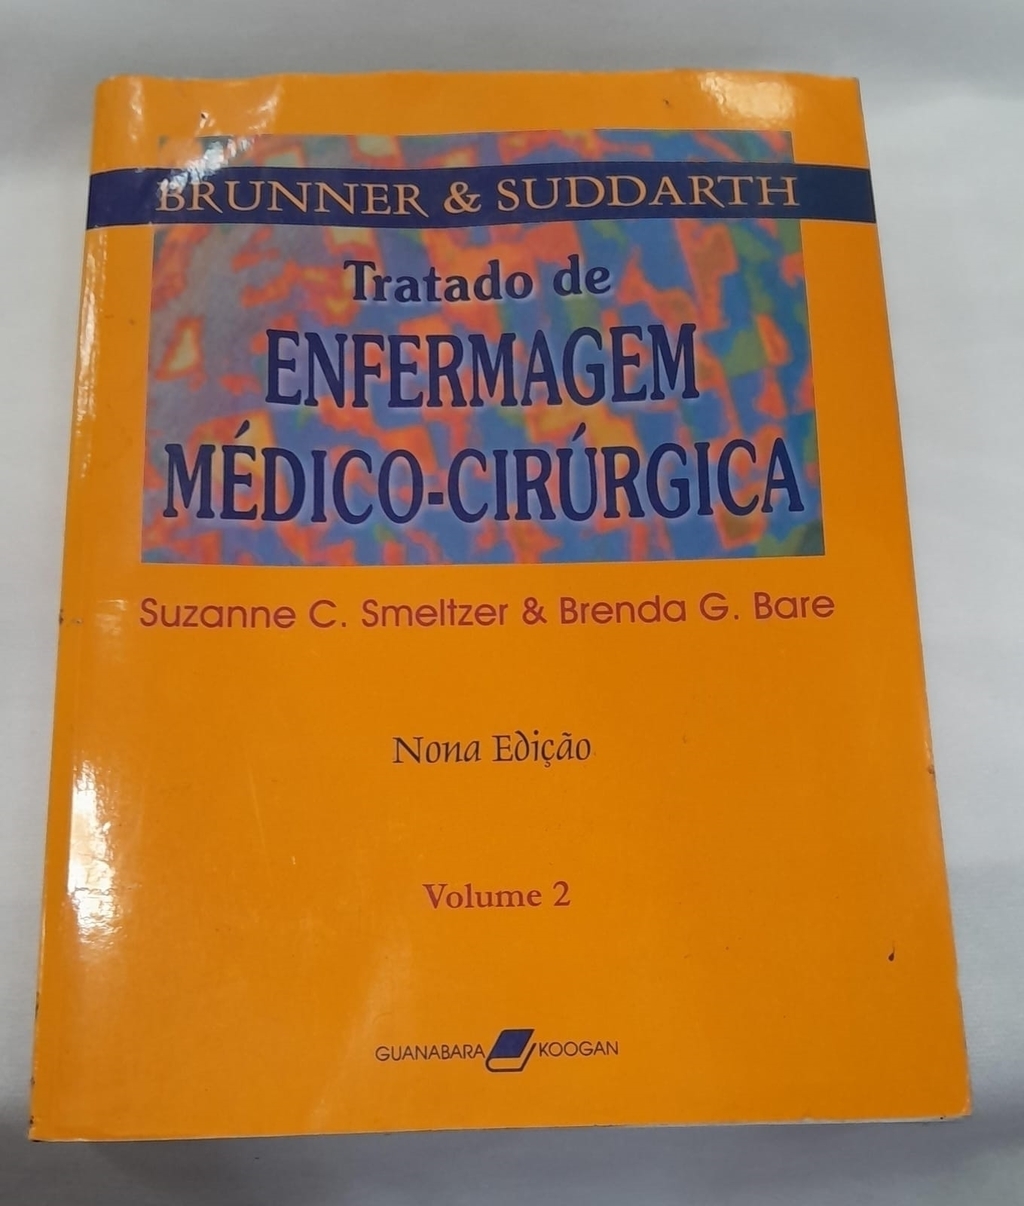 BRUNNER & SUDDARTH
Tratado de
ENFERMAGEM
MÉDICO-CIRÚRGICA
Suzanne C. Smeltzer & Brenda G. Bare
Nona Edição
Volume 2
GUANABARA KOOGAN